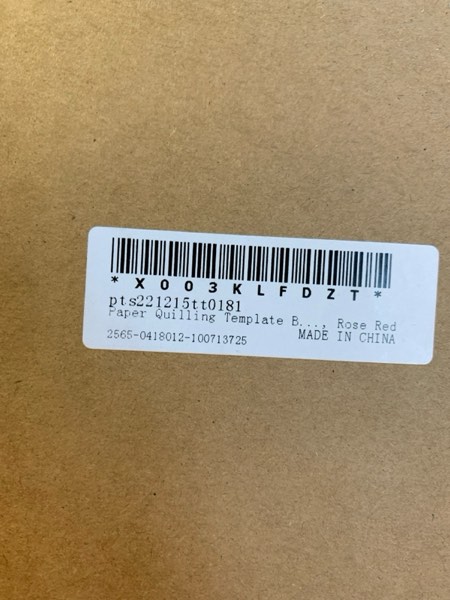 *X003KLFDZT*
pts221215tt0181
Paper Quilling Template B..., Rose Red
2565-0418012-100713725 MADE IN CHINA